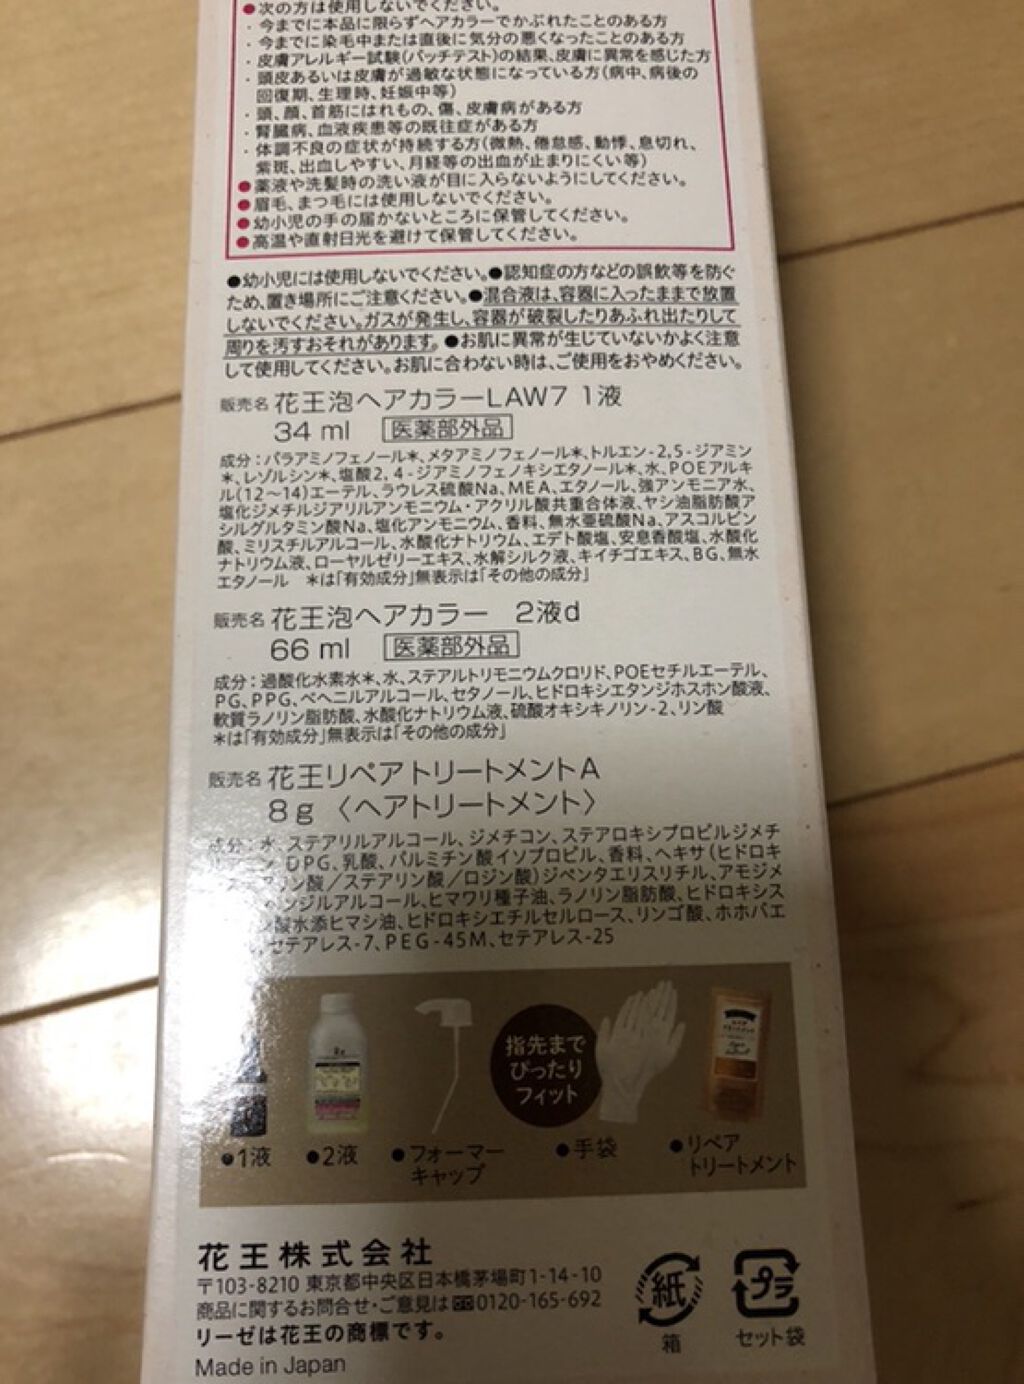 ●次の方は使用しないでください。
・今までに本品に限らずヘアカラーでかぶれたことのある方
・今までに染毛中または直後に気分の悪くなったことのある方
・皮膚アレルギー試験(パッチテスト)の結果、皮膚に異常を感じた方
・頭皮あるいは皮膚が過敏な状態になっている方(病中、病後の
回復期、生理時、妊娠中等)
・頭、顔、首筋にはれもの、傷、皮膚病がある方
・腎臓病、血液疾患等の既往症がある方
・体調不良の症状が持続する方(微熱、倦怠感、動悸、息切れ、
紫斑、出血しやすい、月経等の出血が止まりにくい等)
●薬液や洗髪時の洗い液が目に入らないようにしてください。
●眉毛、まつ毛には使用しないでください。
●幼小児の手の届かないところに保管してください。
●高温や直射日光を避けて保管してください。
●幼小児には使用しないでください。●認知症の方などの誤飲等を防ぐ
ため、置き場所にご注意ください。●混合液は、容器に入ったままで放置
しないでください。ガスが発生し、容器が破裂したりあふれ出たりして
周りを汚すおそれがあります。●お肌に異常が生じていないかよく注意
して使用してください。お肌に合わない時は、ご使用をおやめください。
販売名 花王泡ヘアカラーLAW7 1液
34 ml 医薬部外品
成分:パラアミノフェノール*、メタアミノフェノール*、トルエン-2,5-ジアミン
*、レゾルシン*、塩酸2,4-ジアミノフェノキシエタノール*、水、POEアルキ
ル(12〜14)エーテル、ラウレス硫酸Na、MEA、エタノール、強アンモニア水、
塩化ジメチルジアリルアンモニウム・アクリル酸共重合体液、ヤシ油脂肪酸ア
シルグルタミン酸Na、塩化アンモニウム、香料、無水亜硫酸Na、アスコルビン
酸、ミリスチルアルコール、水酸化ナトリウム、エデト酸塩、安息香酸塩、水酸化
ナトリウム液、ローヤルゼリーエキス、水解シルク液、キイチゴエキス、BG、無水
エタノール *は「有効成分」無表示は「その他の成分」
販売名 花王泡ヘアカラー 2液d
66 ml 医薬部外品
成分:過酸化水素水*、水、ステアルトリモニウムクロリド、POEセチルエーテル、
PG、PPG、ベヘニルアルコール、セタノール、ヒドロキシエタンジホスホン酸液、
軟質ラノリン脂肪酸、水酸化ナトリウム液、硫酸オキシキノリン-2、リン酸
*は「有効成分」無表示は「その他の成分」
販売名 花王リペアトリートメントA
8g〈ヘアトリートメント〉
成分:水、ステアリルアルコール、ジメチコン、ステアロキシプロピルジメチ
DPG、乳酸、パルミチン酸イソプロピル、香料、ヘキサ(ヒドロキ
リン酸/ステアリン酸/ロジン酸)ジペンタエリスリチル、アモジメ
ンジルアルコール、ヒマワリ種子油、ラノリン脂肪酸、ヒドロキシス
酸水添ヒマシ油、ヒドロキシエチルセルロース、リンゴ酸、ホホバエ
セテアレス-7、PEG-45M、セテアレス-25
指先まで
ぴったり
フィット
●1液
●2液
●フォーマー
キャップ
●手袋
●リペア
トリートメント
花王株式会社
〒103-8210 東京都中央区日本橋茅場町1-14-10
商品に関するお問合せ・ご意見は 0120-165-692
リーゼは花王の商標です。
Made in Japan
紙
箱
プラ
セット袋